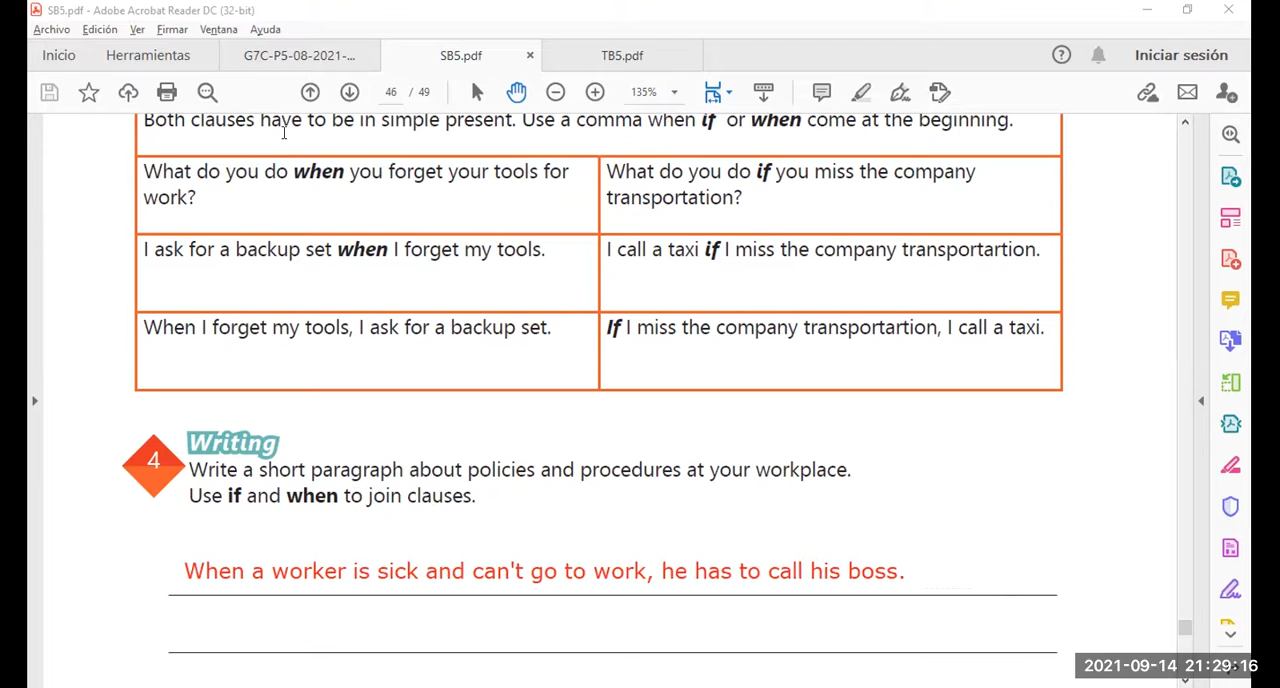 SB5.pdf - Adobe Acrobat Reader DC (32-bit)
Archivo Edición Ver Firmar Ventana Ayuda
Inicio Herramientas G7C-P5-08-2021-... SB5.pdf × TB5.pdf Iniciar sesión
46 / 49 135%
Both clauses have to be in simple present. Use a comma when if or when come at the beginning.
What do you do when you forget your tools for
work?
What do you do if you miss the company
transportation?
I ask for a backup set when I forget my tools.
I call a taxi if I miss the company transportartion.
When I forget my tools, I ask for a backup set.
If I miss the company transportartion, I call a taxi.
4
Writing
Write a short paragraph about policies and procedures at your workplace.
Use if and when to join clauses.
When a worker is sick and can't go to work, he has to call his boss.
2021-09-14 21:29:16